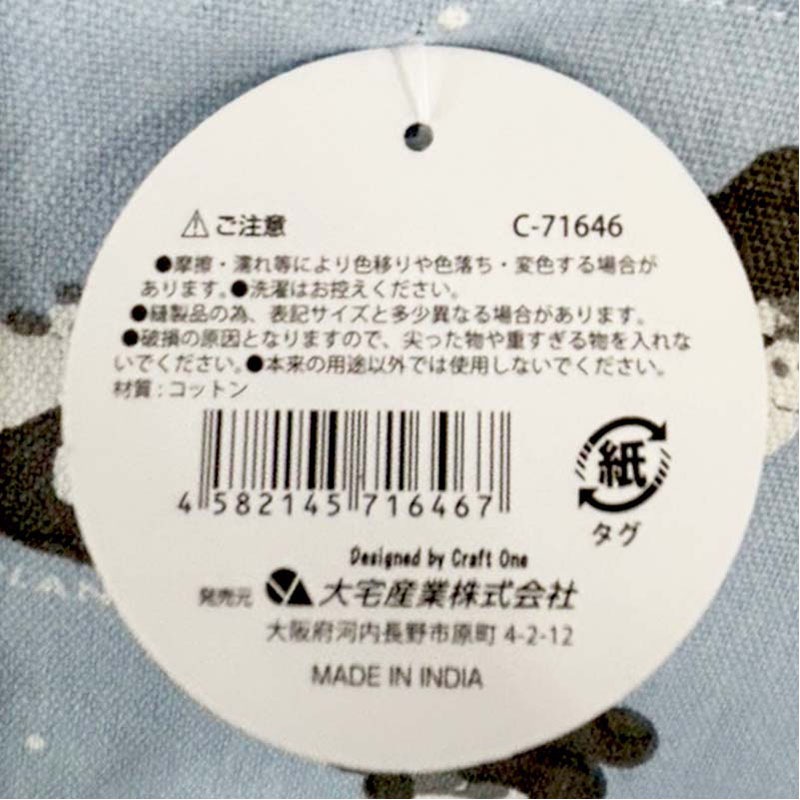 ⚠ご注意 C-71646
●摩擦・濡れ等により色移りや色落ち・変色する場合が
あります。●洗濯はお控えください。
●縫製品の為、表記サイズと多少異なる場合があります。
●破損の原因となりますので、尖った物や重すぎる物を入れな
いでください。●本来の用途以外では使用しないでください。
材質：コットン
4 582145 716467
紙
タグ
Designed by Craft One
発売元 大宅産業株式会社
大阪府河内長野市原町 4-2-12
MADE IN INDIA